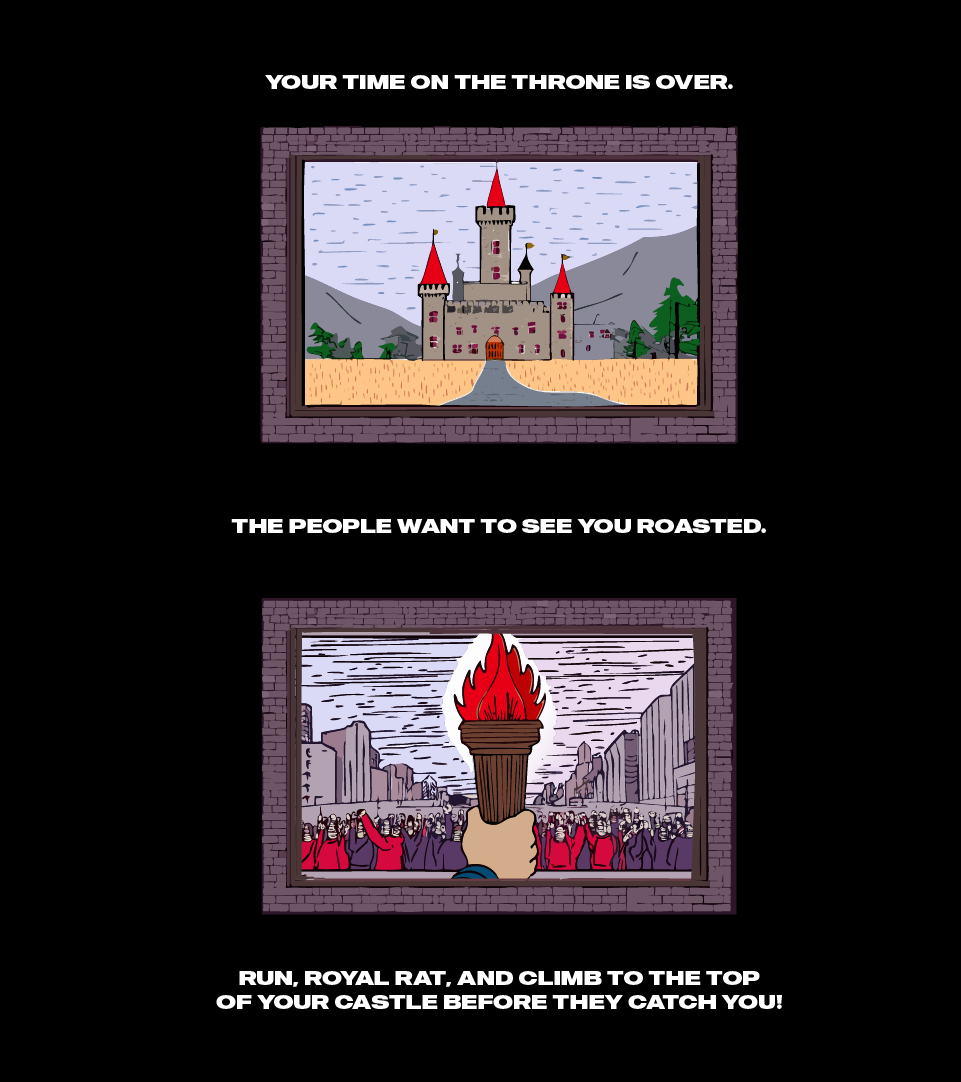 YOUR TIME ON THE THRONE IS OVER.
THE PEOPLE WANT TO SEE YOU ROASTED.
RUN, ROYAL RAT, AND CLIMB TO THE TOP
OF YOUR CASTLE BEFORE THEY CATCH YOU!